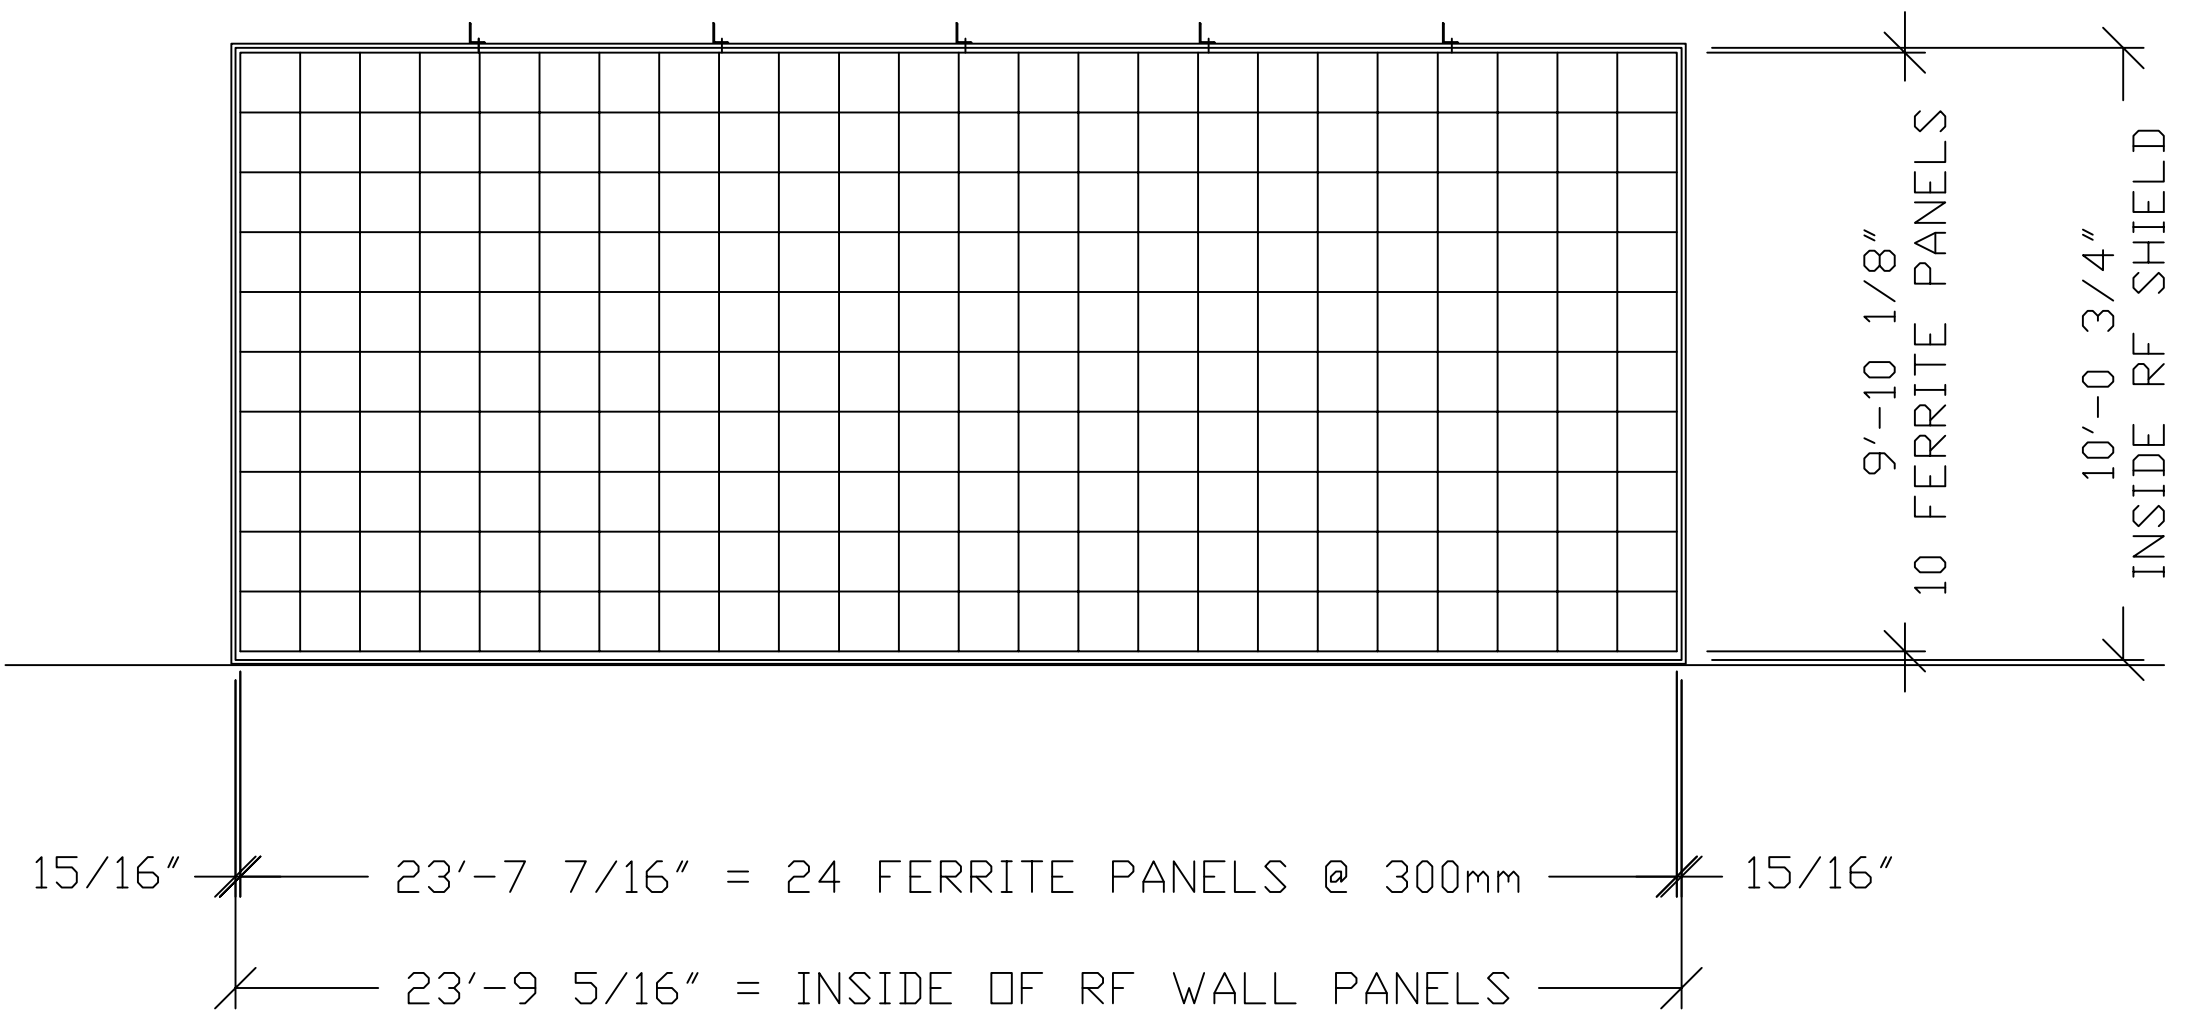 9'-10 1/8"
10 FERRITE PANELS
10'-0 3/4"
INSIDE RF SHIELD
15/16"
23'-7 7/16" = 24 FERRITE PANELS @ 300mm
15/16"
23'-9 5/16" = INSIDE OF RF WALL PANELS